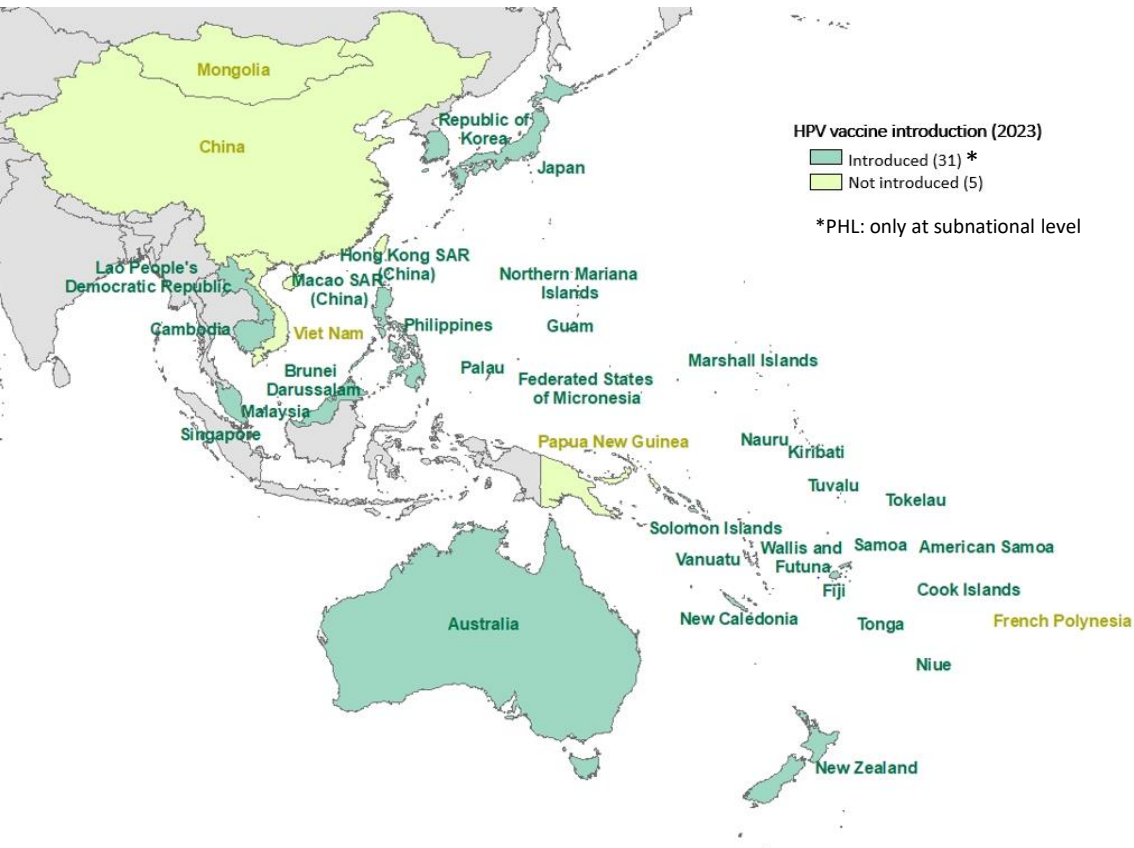 Mongolia
Republic of
Korea
China
Japan
HPV vaccine introduction (2023)
Introduced (31) *
Not introduced (5)
*PHL: only at subnational level
Hong Kong SAR
(China)
Lao People's
Democratic Republic
Macao SAR
(China)
Northern Mariana
Islands
Cambodia
Viet Nam
Philippines
Guam
Brunei
Darussalam
Palau
Federated States
of Micronesia
Marshall Islands
Malaysia
Singapore
Papua New Guinea
Nauru
Kiribati
Tuvalu
Tokelau
Solomon Islands
Vanuatu
Wallis and
Futuna
Samoa
American Samoa
Fiji
Cook Islands
New Caledonia
Tonga
French Polynesia
Australia
Niue
New Zealand